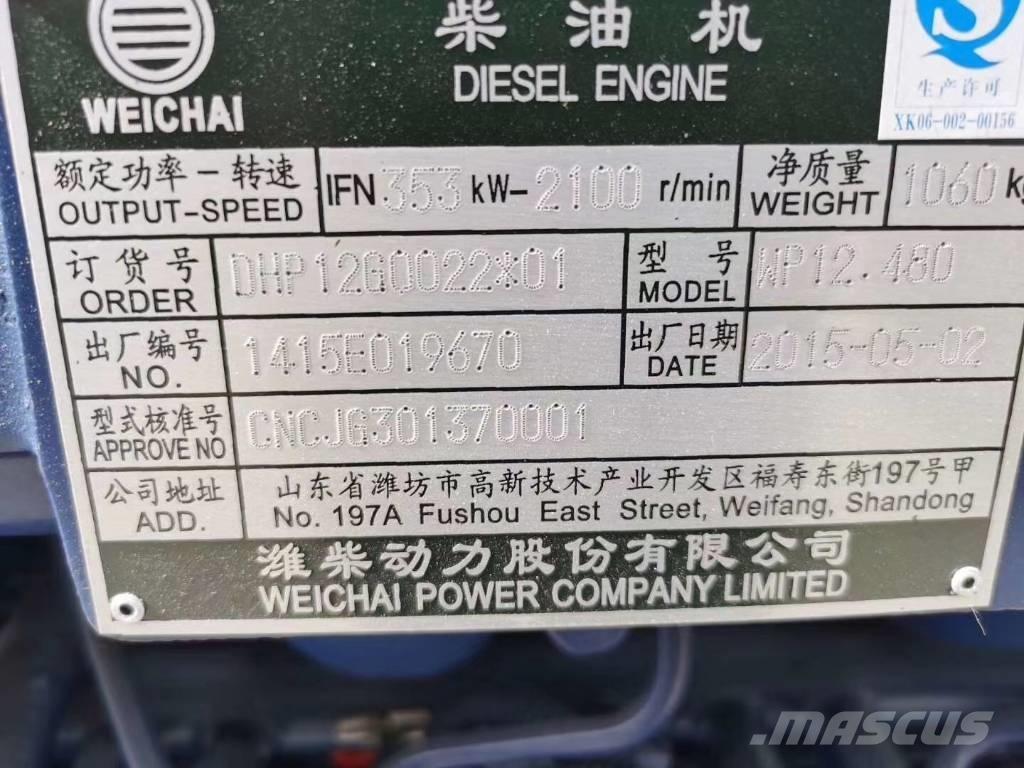 柴油机
DIESEL ENGINE
WEICHAI
生产许可
XK06-002-00156
额定功率－转速 IFN 353 kW- 2100 r/min 净质量 1060 kg
OUTPUT-SPEED WEIGHT
订货号 DHP12G0022*01 型号 WP12.480
ORDER MODEL
出厂编号 1415E019670 出厂日期 2015-05-02
NO. DATE
型式核准号 CNCJG301370001
APPROVE NO
公司地址 山东省潍坊市高新技术产业开发区福寿东街197号甲
ADD. No. 197A Fushou East Street, Weifang, Shandong
潍柴动力股份有限公司
WEICHAI POWER COMPANY LIMITED
MASCUS